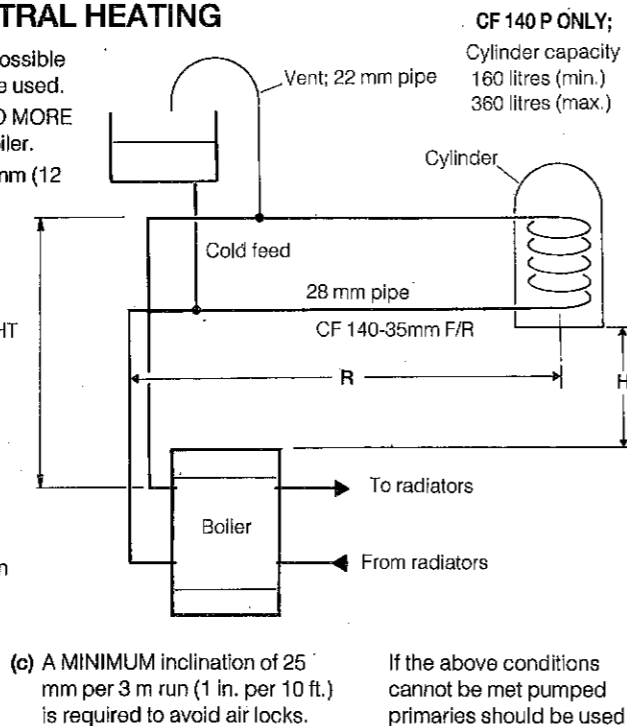 TRAL HEATING
ossible
e used.
O MORE
iler.
nm (12
Vent; 22 mm pipe
CF 140 P ONLY;
Cylinder capacity
160 litres (min.)
360 litres (max.)
Cylinder
Cold feed
28 mm pipe
CF 140-35mm F/R
HT
R
H
To radiators
Boiler
From radiators
n
(c) A MINIMUM inclination of 25
mm per 3 m run (1 in. per 10 ft.)
is required to avoid air locks.
If the above conditions
cannot be met pumped
primaries should be used